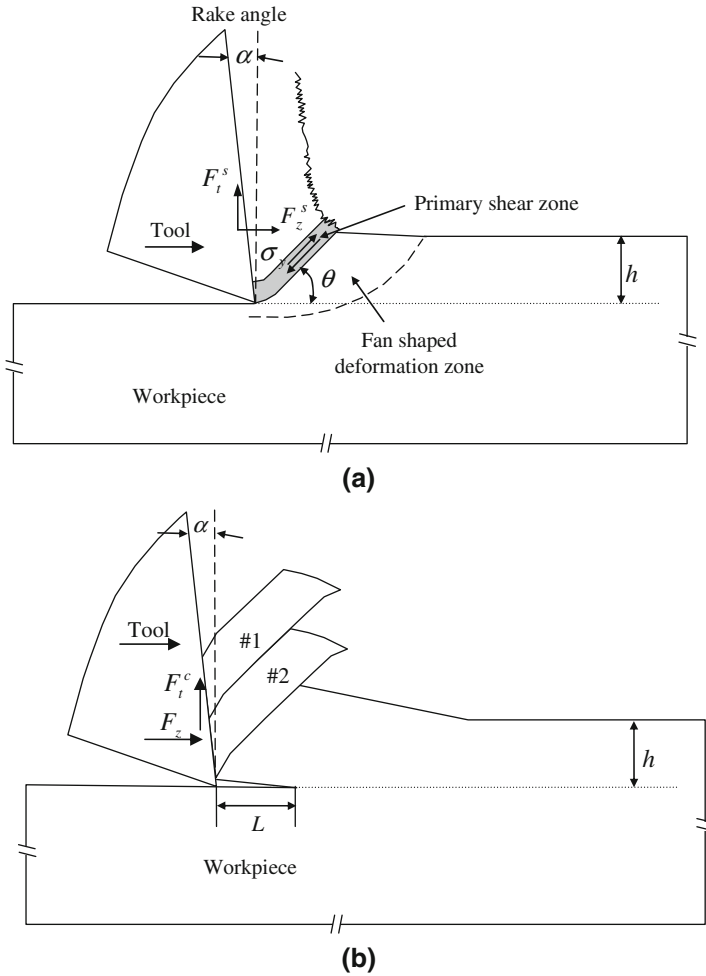 Rake angle
α
F_t^s
F_z^s
Primary shear zone
Tool
σ_y
θ
h
Fan shaped
deformation zone
Workpiece
(a)
α
Tool
#1
#2
F_t^c
F_z
h
L
Workpiece
(b)